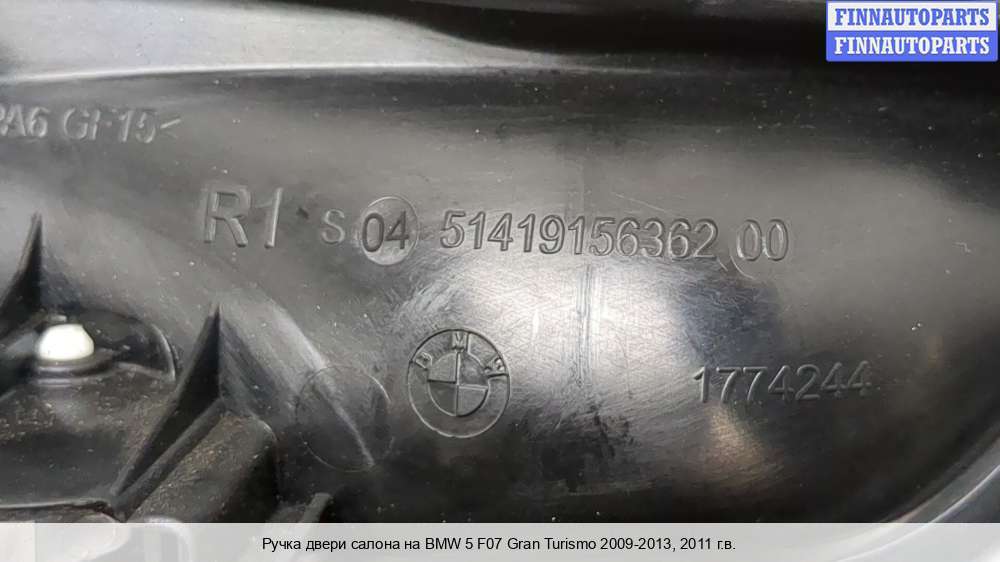 FINNAUTOPARTS
FINNAUTOPARTS
PA6 GF15<
R1 S 04 51419156362 00
BMW
1774244
Ручка двери салона на BMW 5 F07 Gran Turismo 2009-2013, 2011 г.в.